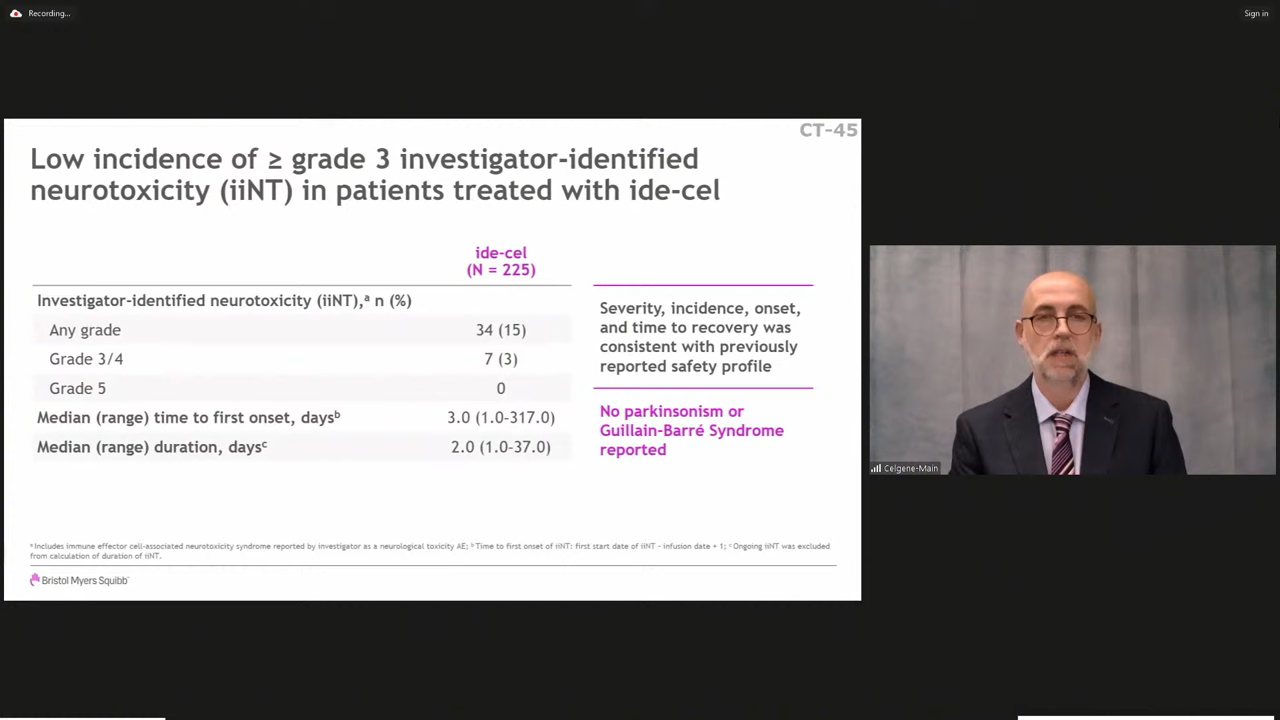 Recording...
Sign in
CT-45
Low incidence of ≥ grade 3 investigator-identified
neurotoxicity (iiNT) in patients treated with ide-cel
ide-cel
(N = 225)
Investigator-identified neurotoxicity (iiNT),ᵃ n (%)
Any grade 34 (15)
Grade 3/4 7 (3)
Grade 5 0
Median (range) time to first onset, daysᵇ 3.0 (1.0-317.0)
Median (range) duration, daysᶜ 2.0 (1.0-37.0)
Severity, incidence, onset,
and time to recovery was
consistent with previously
reported safety profile
No parkinsonism or
Guillain-Barré Syndrome
reported
ᵃ Includes immune effector cell-associated neurotoxicity syndrome reported by investigator as a neurological toxicity AE; ᵇ Time to first onset of iiNT: first start date of iiNT - infusion date + 1; ᶜ Ongoing iiNT was excluded
from calculation of duration of iiNT.
Bristol Myers Squibb
Celgene-Main